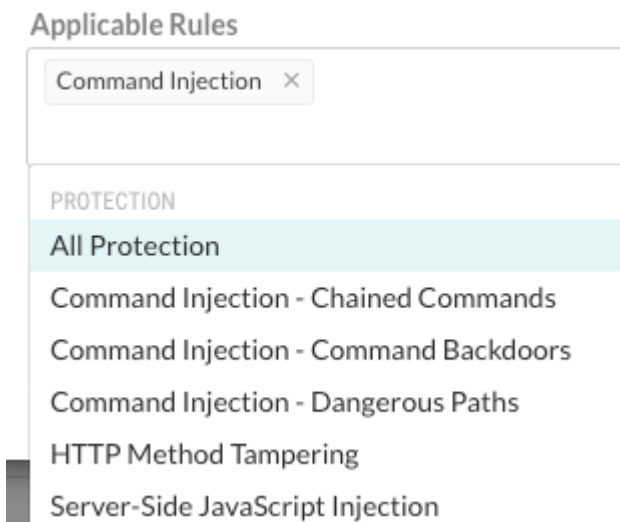 Applicable Rules
Command Injection ×
PROTECTION
All Protection
Command Injection - Chained Commands
Command Injection - Command Backdoors
Command Injection - Dangerous Paths
HTTP Method Tampering
Server-Side JavaScript Injection